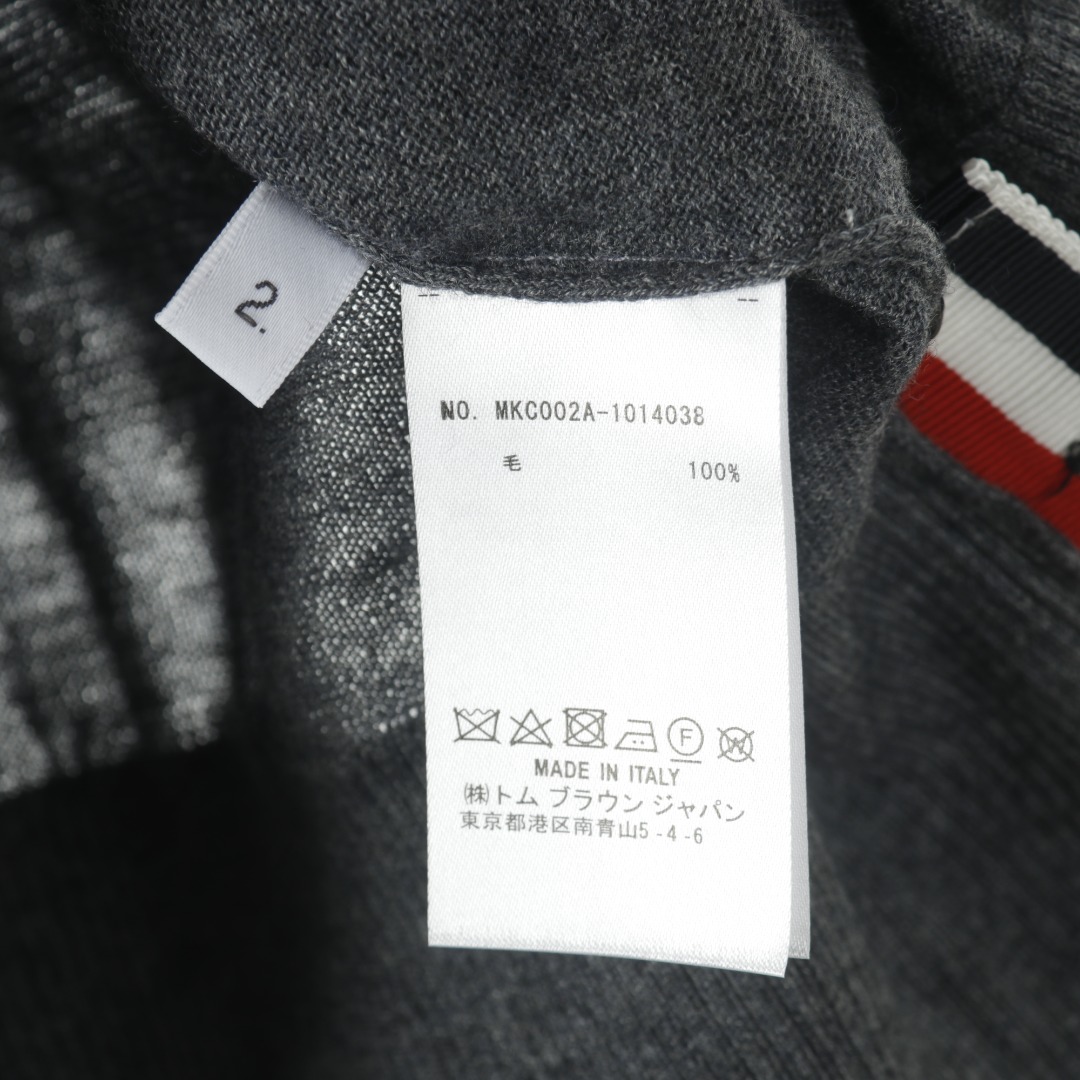 2.
NO. MKC002A-1014038
毛 100%
F W
MADE IN ITALY
㈱トム ブラウン ジャパン
東京都港区南青山5-4-6